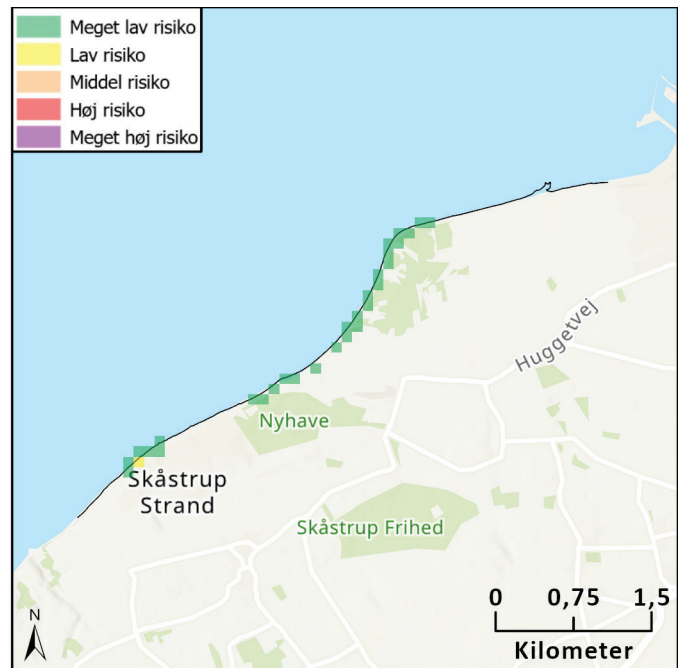 Meget lav risiko
Lav risiko
Middel risiko
Høj risiko
Meget høj risiko
Huggetvej
Nyhave
Skåstrup
Strand
Skåstrup Frihed
N
0 0,75 1,5
Kilometer